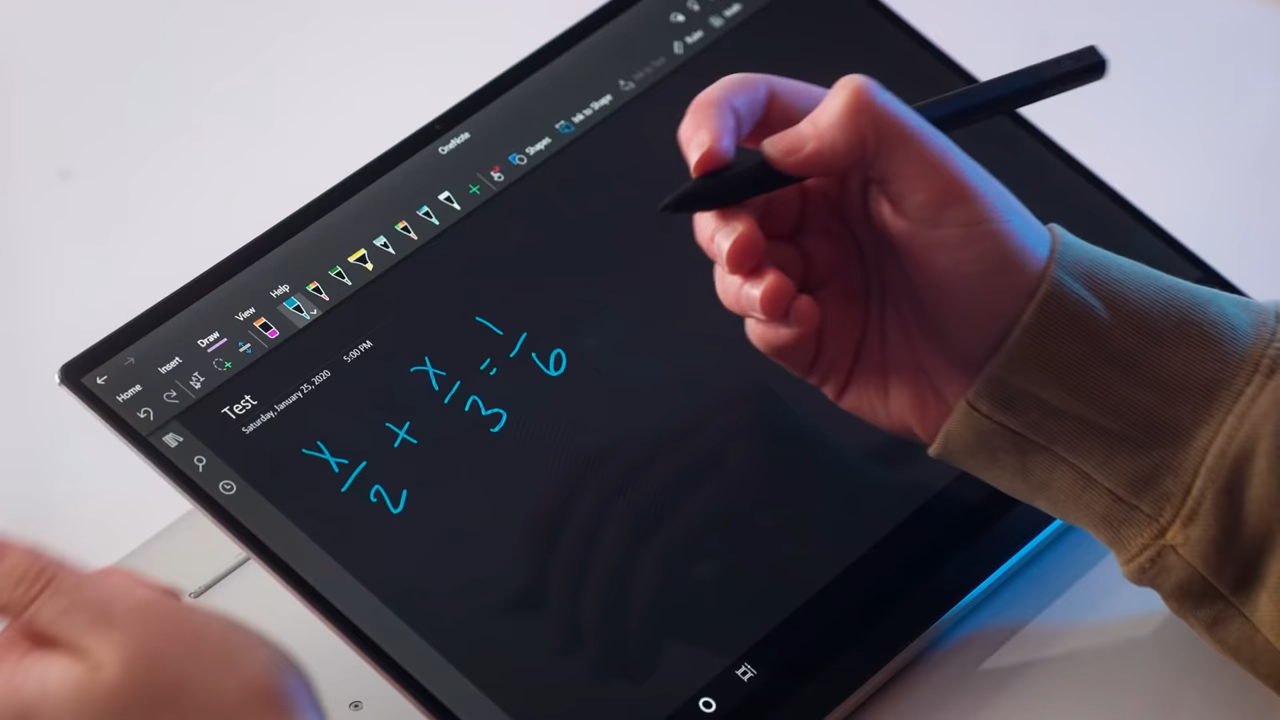 OneNote
Home Insert Draw View Help
Shapes Ink to Shape Ruler
Test
Saturday, January 25, 2020 5:00 PM
x/2 + x/3 = 1/6